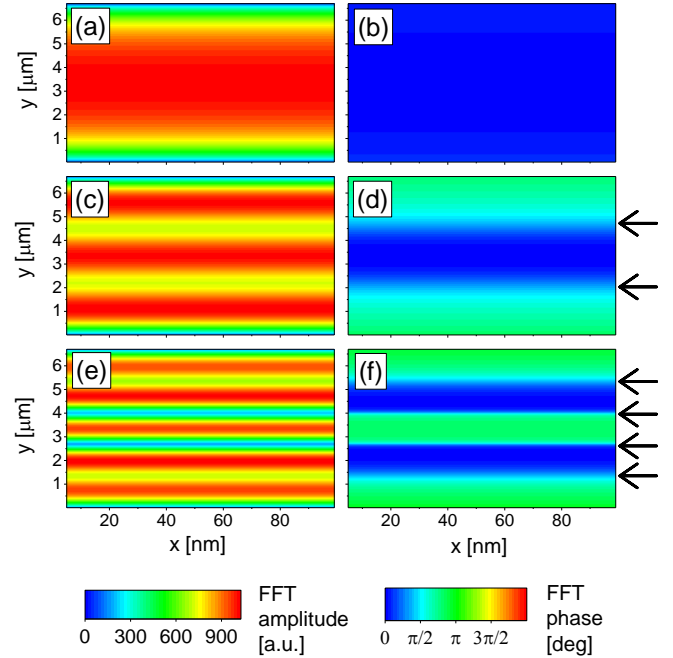 (a)
(b)
y [μm]
6
5
4
3
2
1
(c)
(d)
y [μm]
6
5
4
3
2
1
(e)
(f)
y [μm]
6
5
4
3
2
1
20 40 60 80
20 40 60 80
x [nm]
x [nm]
FFT
amplitude
[a.u.]
0 300 600 900
FFT
phase
[deg]
0 π/2 π 3π/2